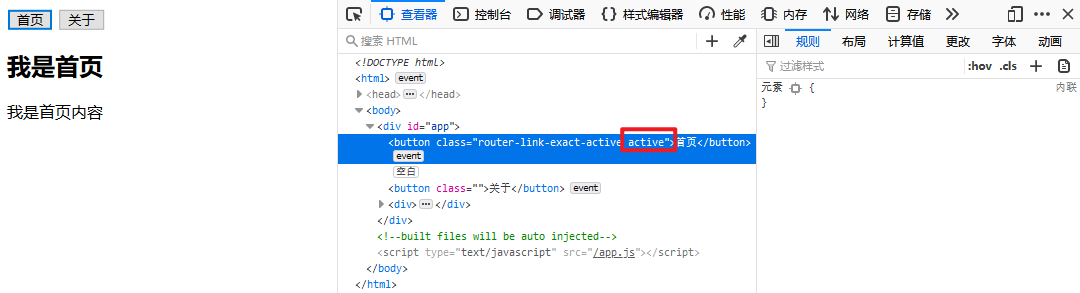 首页 关于
我是首页
我是首页内容
查看器 控制台 调试器 {} 样式编辑器 性能 内存 网络 存储
搜索 HTML
<!DOCTYPE html>
<html> event
<head> ··· </head>
<body>
<div id="app">
<button class="router-link-exact-active active">首页</button>
event
空白
<button class="">关于</button> event
<div> ··· </div>
</div>
<!--built files will be auto injected-->
<script type="text/javascript" src="/app.js"></script>
</body>
</html>
规则 布局 计算值 更改 字体 动画
过滤样式 :hov .cls
元素 { 内联
}